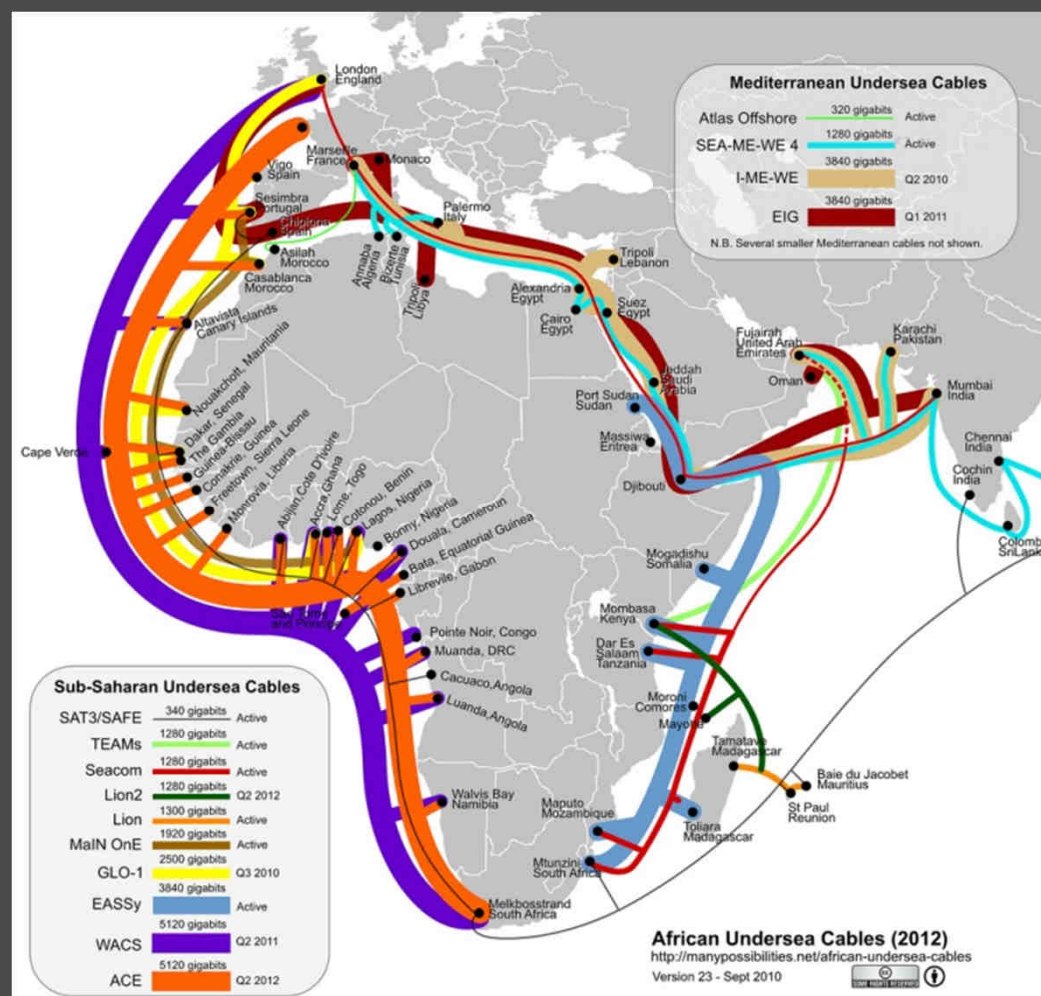 London
England
Marseille
France
Monaco
Vigo
Spain
Sesimbra
Portugal
Chipiona
Spain
Asilah
Morocco
Casablanca
Morocco
Annaba
Algeria
Bizerte
Tunisia
Palermo
Italy
Tripoli
Libya
Tripoli
Lebanon
Alexandria
Egypt
Cairo
Egypt
Suez
Egypt
Jeddah
Saudi
Arabia
Port Sudan
Sudan
Massiwa
Eritrea
Djibouti
Fujairah
United Arab
Emirates
Oman
Karachi
Pakistan
Mumbai
India
Chennai
India
Cochin
India
Colomb
SriLank
Altavista
Canary Islands
Nouakchott, Mauritania
Dakar, Senegal
The Gambia
Guinea-Bissau
Conakrie, Guinea
Freetown, Sierra Leone
Monrovia, Liberia
Cape Verde
Abijan,Cote D'ivoire
Accra,Ghana
Lome, Togo
Cotonou, Benin
Lagos, Nigeria
Bonny, Nigeria
Douala, Cameroun
Bata, Equatorial Guinea
Librevile, Gabon
Sao Tome
and Principe
Pointe Noir, Congo
Muanda, DRC
Cacuaco,Angola
Luanda,Angola
Walvis Bay
Namibia
Melkbosstrand
South Africa
Mogadishu
Somalia
Mombasa
Kenya
Dar Es
Salaam
Tanzania
Moroni
Comores
Mayotte
Tamatave
Madagascar
Baie du Jacobet
Mauritius
St Paul
Reunion
Toliara
Madagascar
Maputo
Mozambique
Mtunzini
South Africa
Mediterranean Undersea Cables
Atlas Offshore 320 gigabits Active
SEA-ME-WE 4 1280 gigabits Active
I-ME-WE 3840 gigabits Q2 2010
EIG 3840 gigabits Q1 2011
N.B. Several smaller Mediterranean cables not shown.
Sub-Saharan Undersea Cables
SAT3/SAFE 340 gigabits Active
TEAMs 1280 gigabits Active
Seacom 1280 gigabits Active
Lion2 1280 gigabits Q2 2012
Lion 1300 gigabits Active
MaIN OnE 1920 gigabits Active
GLO-1 2500 gigabits Q3 2010
EASSy 3840 gigabits Active
WACS 5120 gigabits Q2 2011
ACE 5120 gigabits Q2 2012
African Undersea Cables (2012)
http://manypossibilities.net/african-undersea-cables
Version 23 - Sept 2010
cc
SOME RIGHTS RESERVED